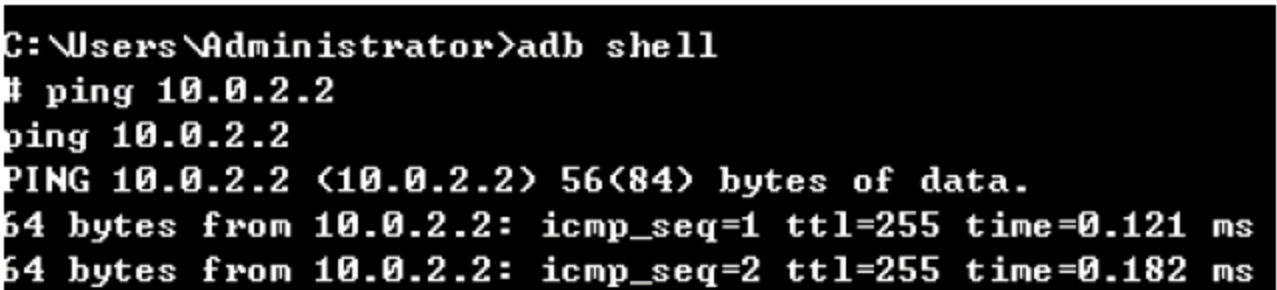 C:\Users\Administrator>adb shell
# ping 10.0.2.2
ping 10.0.2.2
PING 10.0.2.2 (10.0.2.2) 56(84) bytes of data.
64 bytes from 10.0.2.2: icmp_seq=1 ttl=255 time=0.121 ms
64 bytes from 10.0.2.2: icmp_seq=2 ttl=255 time=0.182 ms